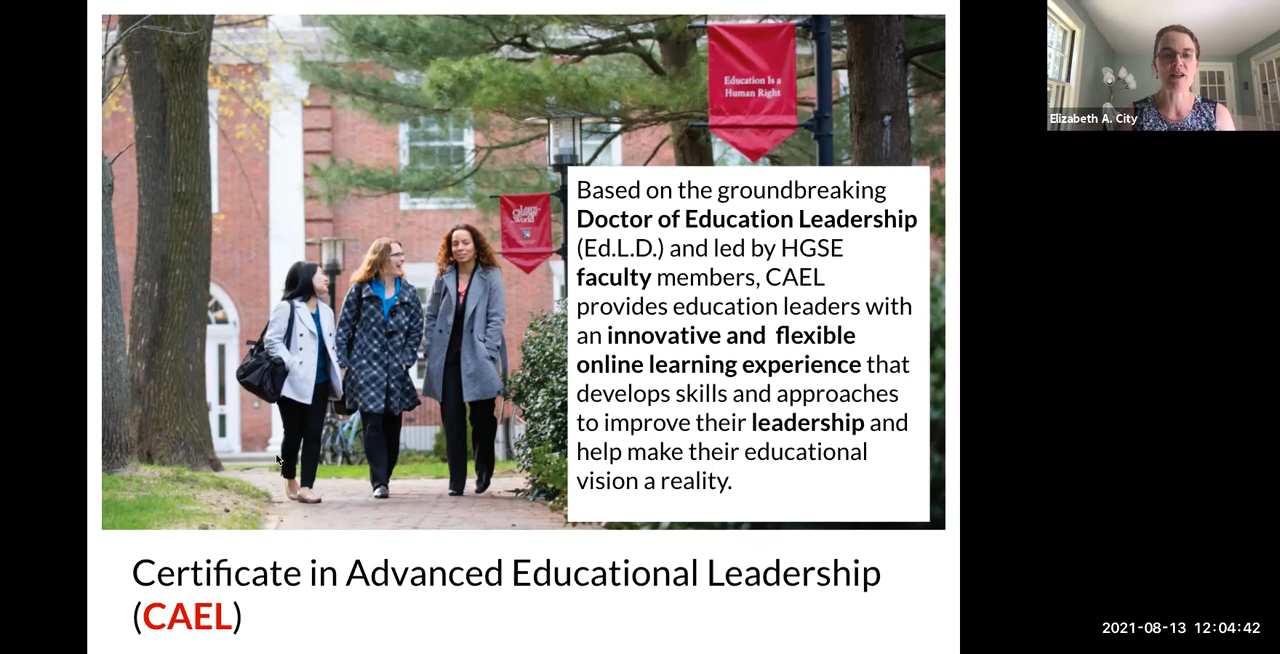 Education Is a
Human Right
Learn
Change
World
Based on the groundbreaking
Doctor of Education Leadership
(Ed.L.D.) and led by HGSE
faculty members, CAEL
provides education leaders with
an innovative and  flexible
online learning experience that
develops skills and approaches
to improve their leadership and
help make their educational
vision a reality.
Certificate in Advanced Educational Leadership
(CAEL)
Elizabeth A. City
2021-08-13 12:04:42